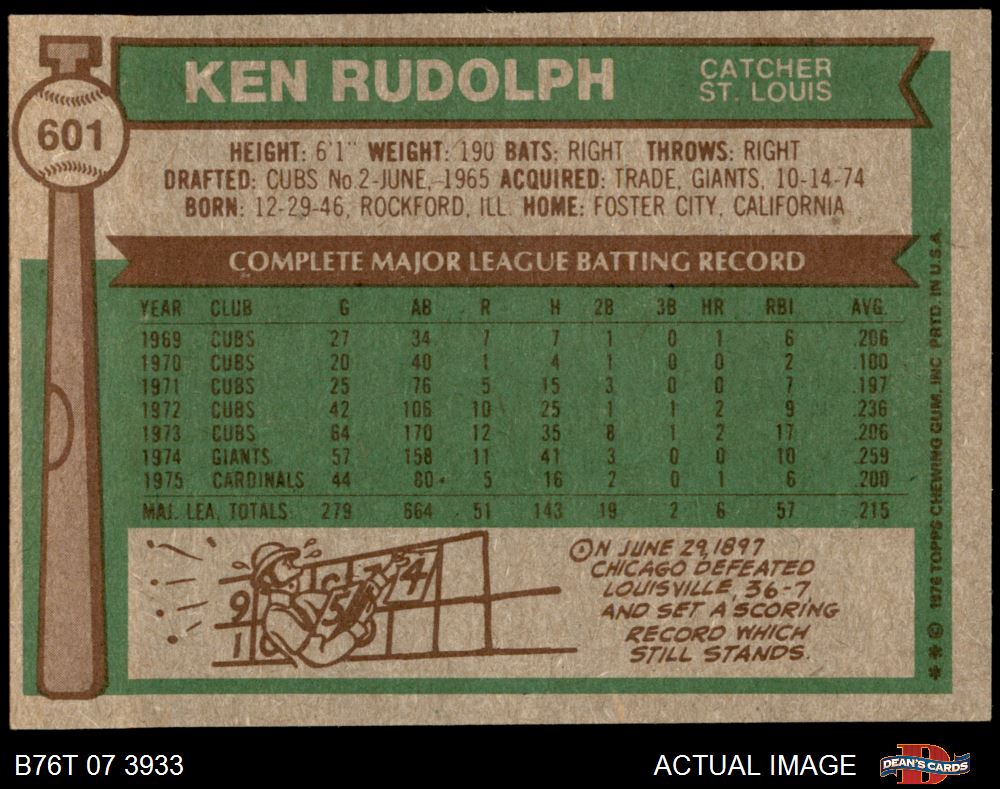 601
KEN RUDOLPH
CATCHER
ST. LOUIS
HEIGHT: 6'1" WEIGHT: 190 BATS: RIGHT THROWS: RIGHT
DRAFTED: CUBS No. 2-JUNE, -1965 ACQUIRED: TRADE, GIANTS, 10-14-74
BORN: 12-29-46, ROCKFORD, ILL. HOME: FOSTER CITY, CALIFORNIA
COMPLETE MAJOR LEAGUE BATTING RECORD
YEAR CLUB G AB R H 2B 3B HR RBI AVG.
1969 CUBS 27 34 7 7 1 0 1 6 .206
1970 CUBS 20 40 1 4 1 0 0 2 .100
1971 CUBS 25 76 5 15 3 0 0 7 .197
1972 CUBS 42 106 10 25 1 1 2 9 .236
1973 CUBS 64 170 12 35 8 1 2 17 .206
1974 GIANTS 57 158 11 41 3 0 0 10 .259
1975 CARDINALS 44 80 5 16 2 0 1 6 .200
MAJ. LEA. TOTALS 279 664 51 143 19 2 6 57 .215
9 5 4
1
ON JUNE 29, 1897
CHICAGO DEFEATED
LOUISVILLE, 36-7,
AND SET A SCORING
RECORD WHICH
STILL STANDS.
** © 1976 TOPPS CHEWING GUM, INC. PRTD. IN U.S.A.
B76T 07 3933
ACTUAL IMAGE
DEAN'S CARDS